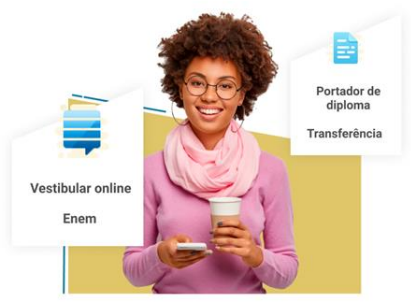 Vestibular online
Enem
Portador de
diploma
Transferência